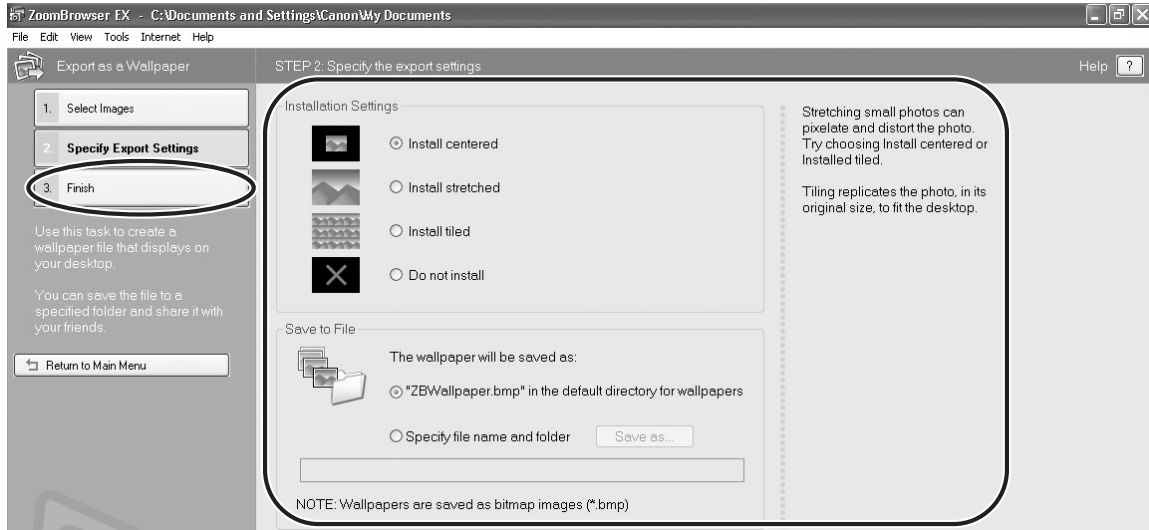 ZoomBrowser EX - C:\Documents and Settings\Canon\My Documents
File Edit View Tools Internet Help
Export as a Wallpaper
STEP 2: Specify the export settings
Help ?
1. Select Images
2. Specify Export Settings
3. Finish
Use this task to create a
wallpaper file that displays on
your desktop.
You can save the file to a
specified folder and share it with
your friends.
Return to Main Menu
Installation Settings
Install centered
Install stretched
Install tiled
Do not install
Save to File
The wallpaper will be saved as:
"ZBWallpaper.bmp" in the default directory for wallpapers
Specify file name and folder
Save as...
NOTE: Wallpapers are saved as bitmap images (*.bmp)
Stretching small photos can
pixelate and distort the photo.
Try choosing Install centered or
Installed tiled.
Tiling replicates the photo, in its
original size, to fit the desktop.